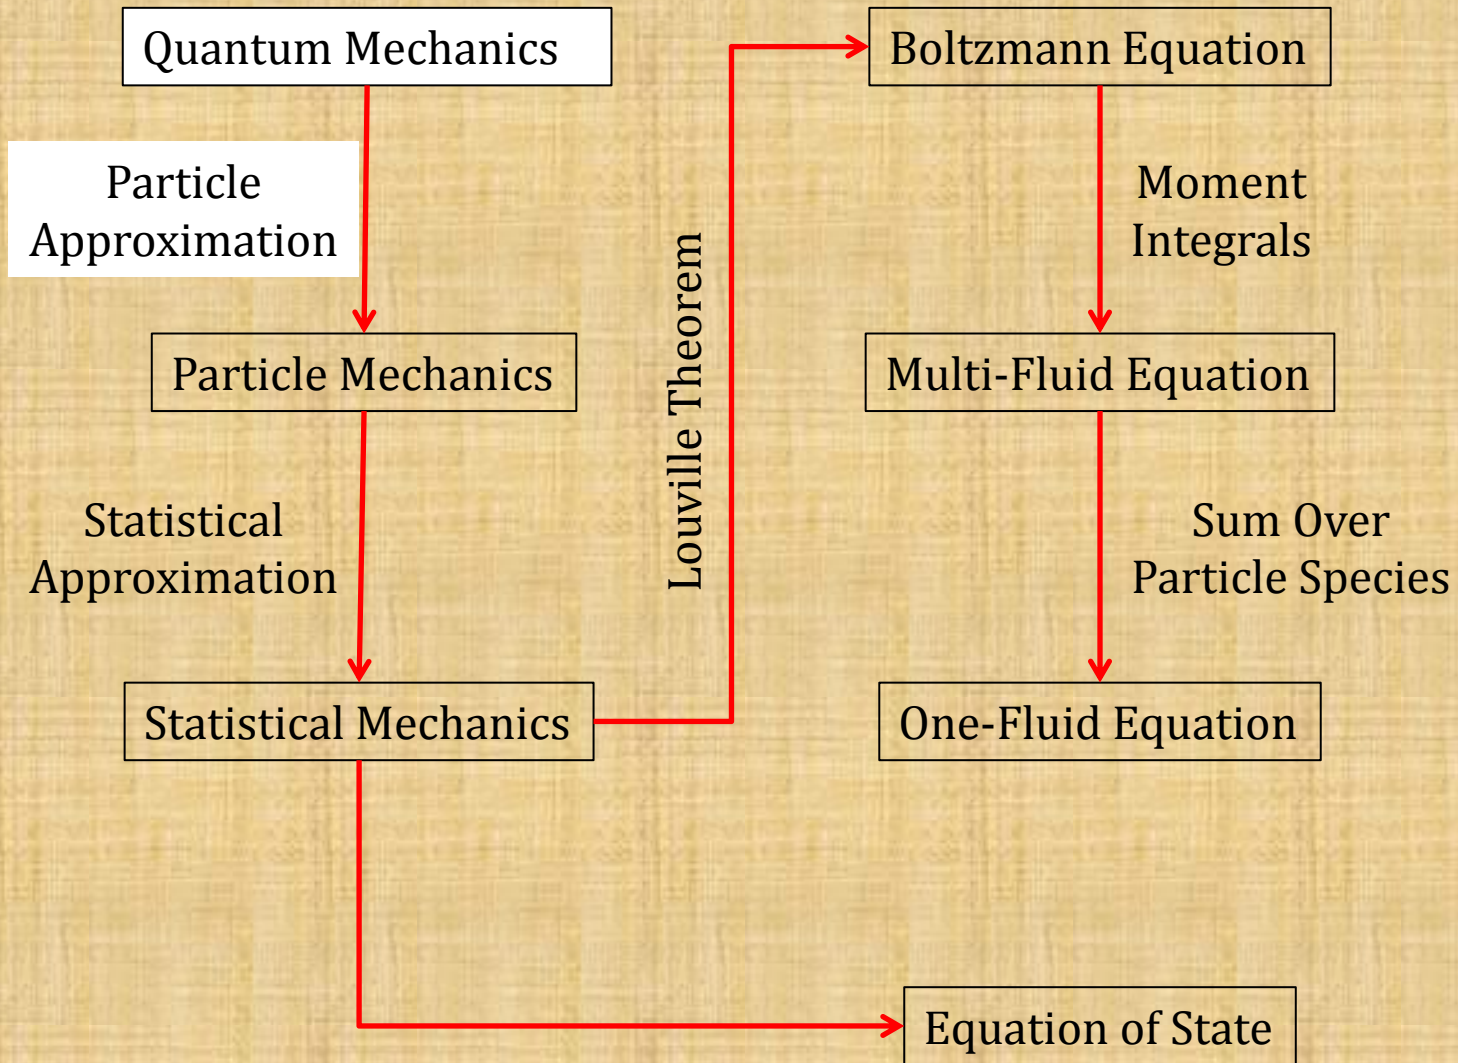 Quantum Mechanics
Particle
Approximation
Particle Mechanics
Statistical
Approximation
Statistical Mechanics
Louville Theorem
Boltzmann Equation
Moment
Integrals
Multi-Fluid Equation
Sum Over
Particle Species
One-Fluid Equation
Equation of State